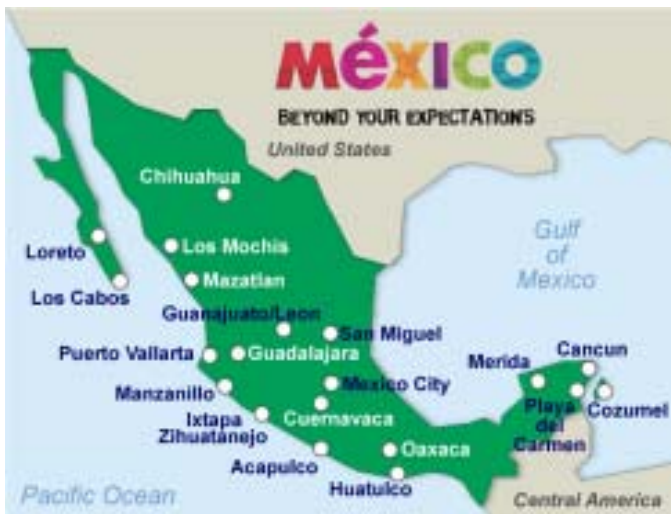 México
BEYOND YOUR EXPECTATIONS
United States
Chihuahua
Loreto
Los Mochis
Gulf
of
Mexico
Los Cabos
Mazatlan
Guanajuato/Leon
San Miguel
Puerto Vallarta
Guadalajara
Merida
Cancun
Manzanillo
Mexico City
Ixtapa
Zihuatanejo
Cuernavaca
Playa
del
Carmen
Cozumel
Acapulco
Oaxaca
Huatulco
Pacific Ocean
Central America